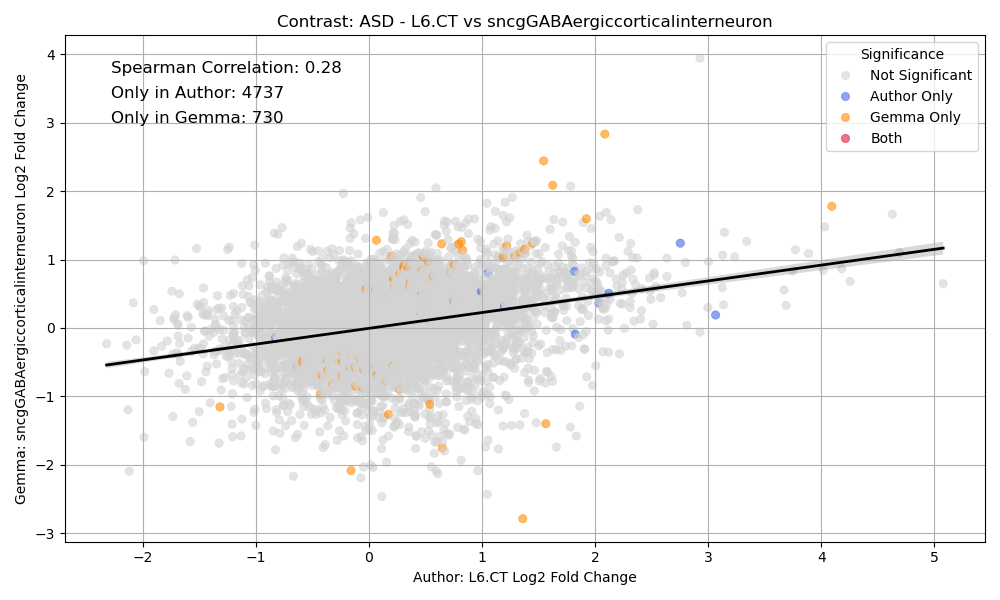 Contrast: ASD - L6.CT vs sncgGABAergiccorticalinterneuron
Spearman Correlation: 0.28
Only in Author: 4737
Only in Gemma: 730
Significance
Not Significant
Author Only
Gemma Only
Both
Gemma: sncgGABAergiccorticalinterneuron Log2 Fold Change
4
3
2
1
0
−1
−2
−3
−2
−1
0
1
2
3
4
5
Author: L6.CT Log2 Fold Change